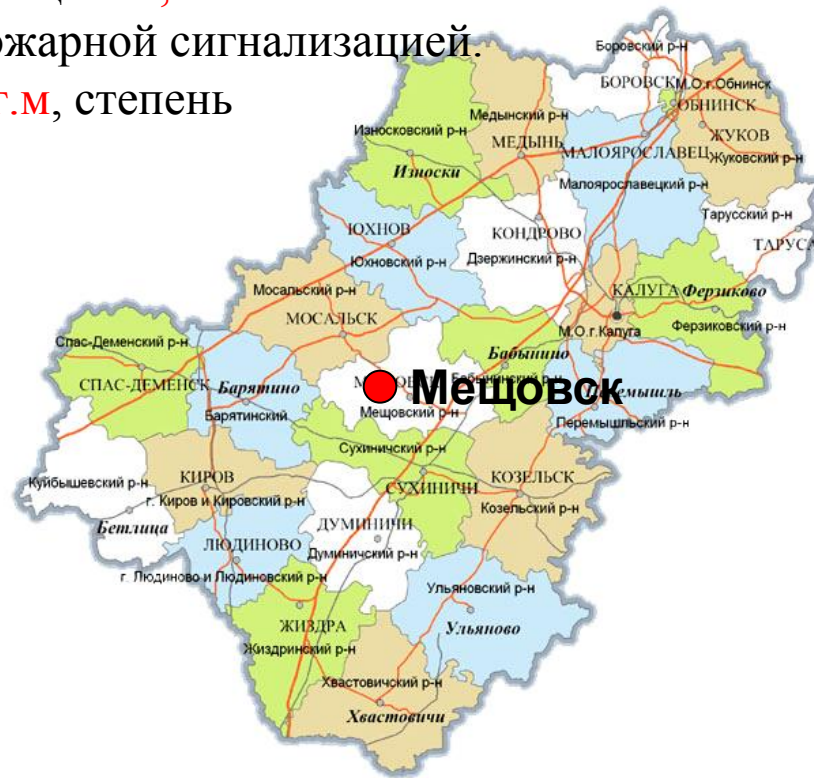 ожарной сигнализацией.
г.м, степень
Боровский р-н
БОРОВСК
М.О.г.Обнинск
ОБНИНСК
Медынский р-н
МЕДЫНЬ
МАЛОЯРОСЛАВЕЦ
ЖУКОВ
Жуковский р-н
Износковский р-н
Износки
Малоярославецкий р-н
Тарусский р-н
ТАРУСА
ЮХНОВ
Юхновский р-н
КОНДРОВО
Дзержинский р-н
Мосальский р-н
МОСАЛЬСК
КАЛУГА
Ферзиково
М.О.г.Калуга
Ферзиковский р-н
Спас-Деменский р-н
СПАС-ДЕМЕНСК
Барятино
Барятинский
Бабынино
Мещовск
Мещовский р-н
Перемышльский р-н
Сухиничский р-н
СУХИНИЧИ
КОЗЕЛЬСК
Козельский р-н
Куйбышевский р-н
Бетлица
КИРОВ
г. Киров и Кировский р-н
ДУМИНИЧИ
Думиничский р-н
ЛЮДИНОВО
г. Людиново и Людиновский р-н
Ульяновский р-н
Ульяново
ЖИЗДРА
Жиздринский р-н
Хвастовичский р-н
Хвастовичи